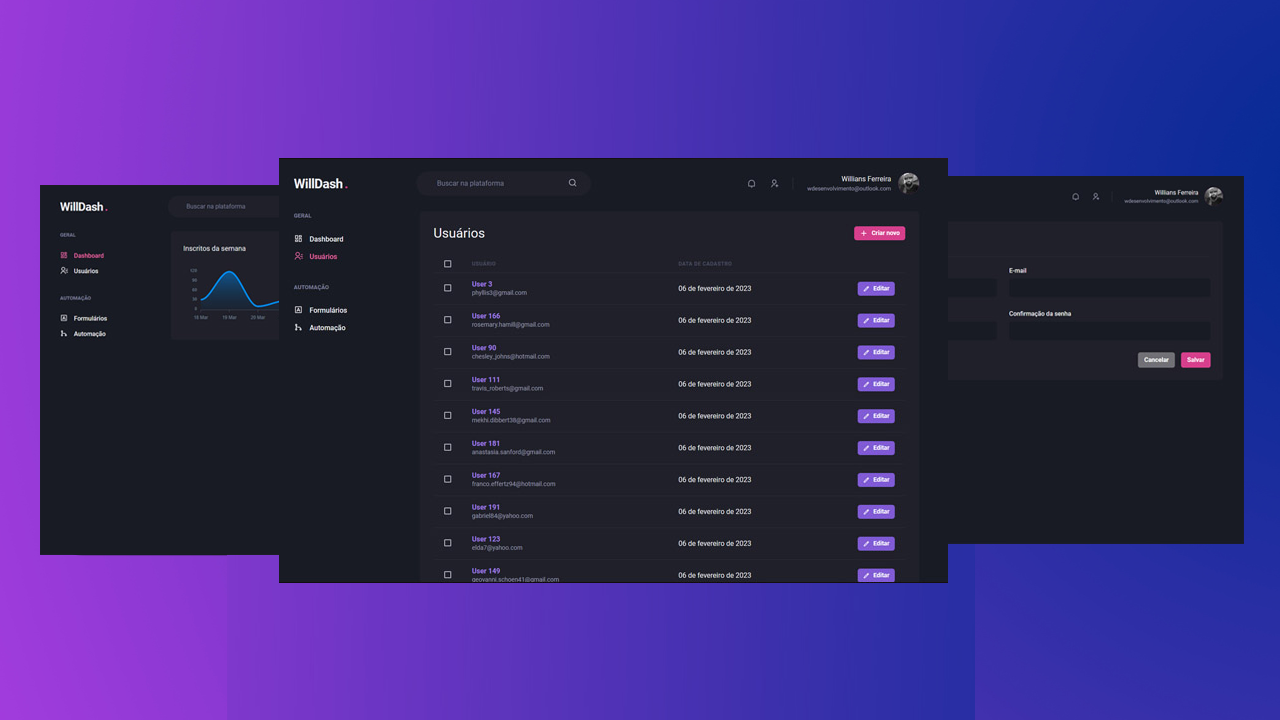 WillDash.
Buscar na plataforma
GERAL
Dashboard
Usuários
AUTOMAÇÃO
Formulários
Automação
Inscritos da semana
120
90
60
30
0
18 Mar
19 Mar
20 Mar
WillDash.
Buscar na plataforma
Willians Ferreira
wdesenvolvimento@outlook.com
GERAL
Dashboard
Usuários
AUTOMAÇÃO
Formulários
Automação
Usuários
Criar novo
USUÁRIO DATA DE CADASTRO
User 3
phyllis3@gmail.com
06 de fevereiro de 2023
Editar
User 166
rosemary.hamill@gmail.com
06 de fevereiro de 2023
Editar
User 90
chesley_johns@hotmail.com
06 de fevereiro de 2023
Editar
User 111
travis_roberts@gmail.com
06 de fevereiro de 2023
Editar
User 145
mekhi.dibbert38@gmail.com
06 de fevereiro de 2023
Editar
User 181
anastasia.sanford@gmail.com
06 de fevereiro de 2023
Editar
User 167
franco.effertz94@hotmail.com
06 de fevereiro de 2023
Editar
User 191
gabriel84@yahoo.com
06 de fevereiro de 2023
Editar
User 123
elda7@yahoo.com
06 de fevereiro de 2023
Editar
User 149
geovanni.schoen41@gmail.com
06 de fevereiro de 2023
Editar
Willians Ferreira
wdesenvolvimento@outlook.com
E-mail
Confirmação da senha
Cancelar
Salvar